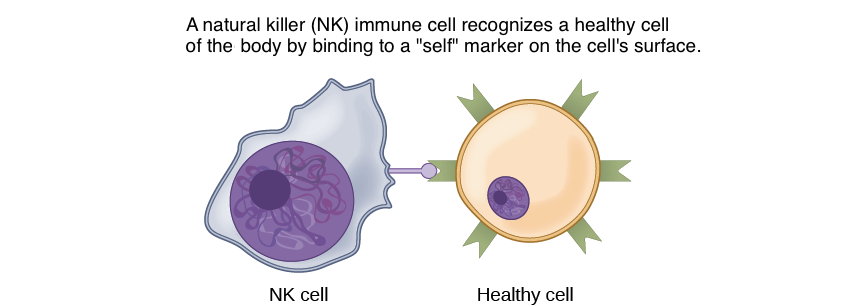 A natural killer (NK) immune cell recognizes a healthy cell
of the body by binding to a "self" marker on the cell's surface.
NK cell
Healthy cell